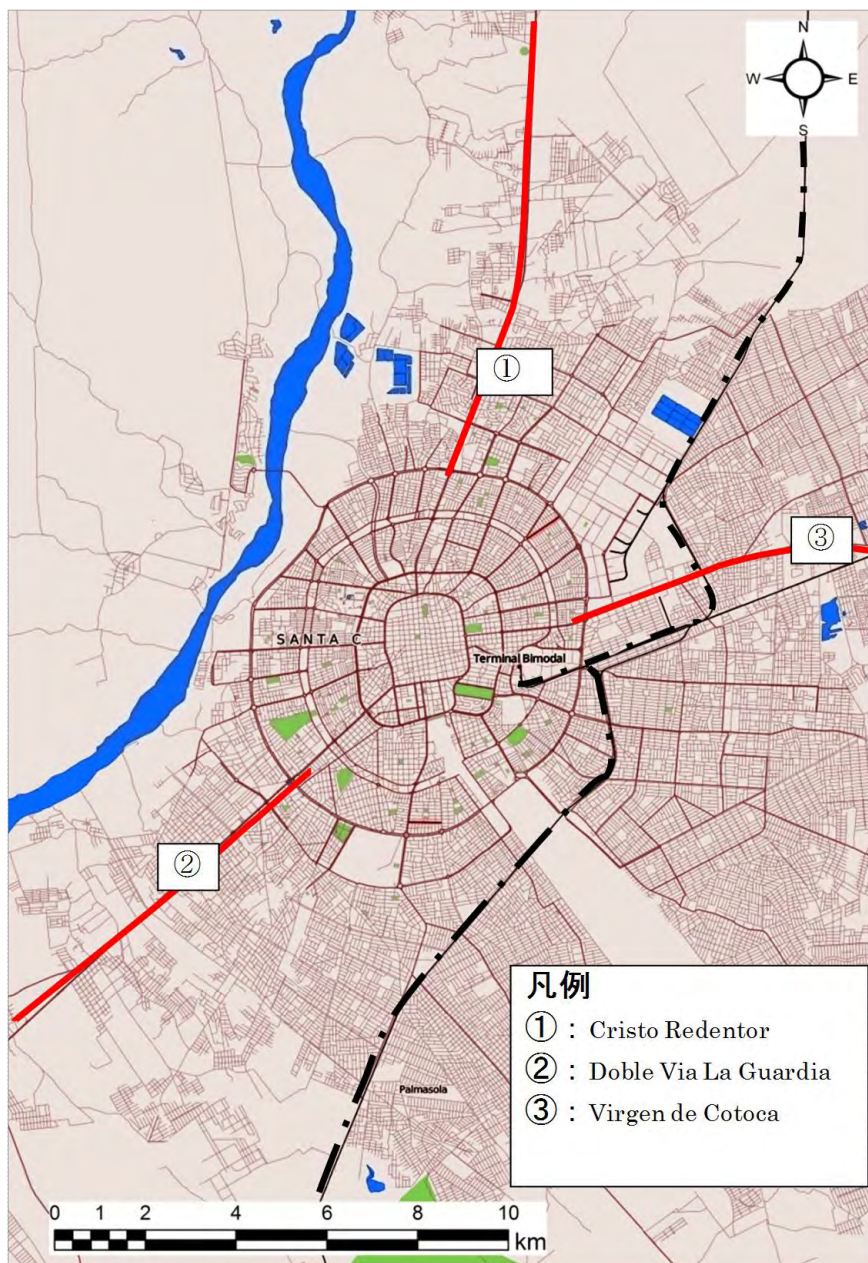 N
W E
S
①
③
SANTA C
Terminal Bimodal
②
凡例
①：Cristo Redentor
②：Doble Via La Guardia
③：Virgen de Cotoca
Palmasola
0 1 2 4 6 8 10
km